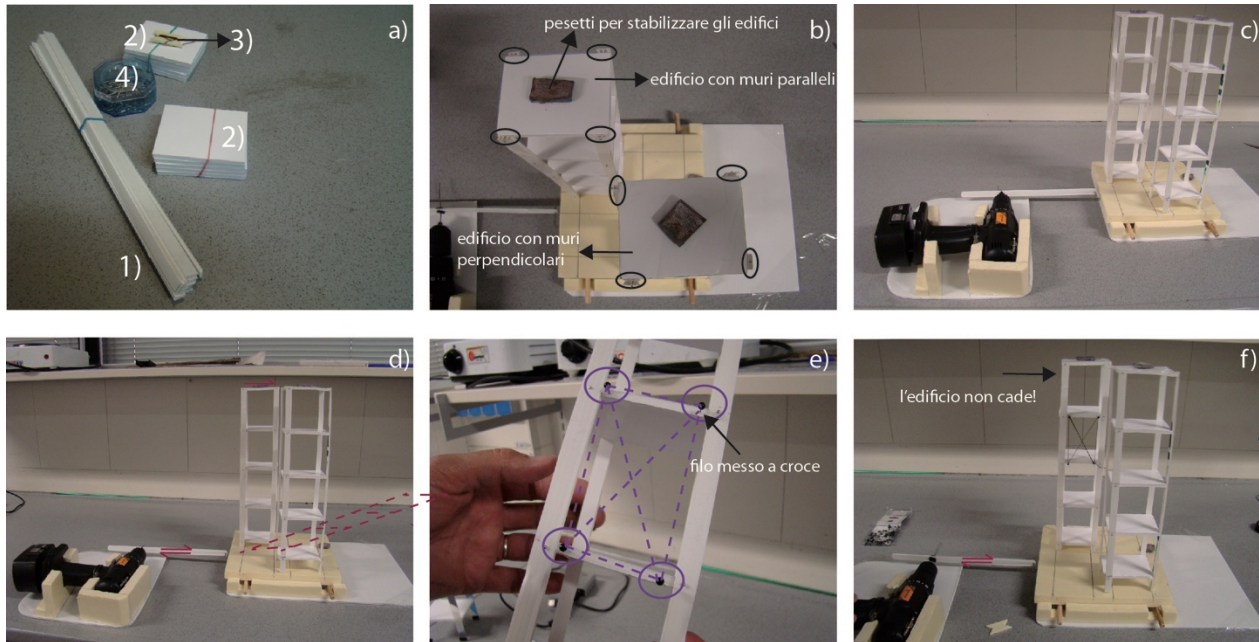 a)
2)
3)
4)
2)
1)
b)
pesetti per stabilizzare gli edifici
edificio con muri paralleli
edificio con muri
perpendicolari
c)
d)
e)
filo messo a croce
f)
l'edificio non cade!